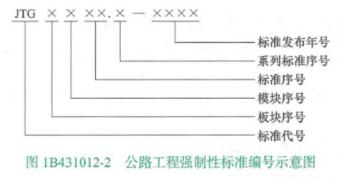 JTG × × ××.×－××××
标准发布年号
系列标准序号
标准序号
模块序号
板块序号
标准代号
图 1B431012-2 公路工程强制性标准编号示意图